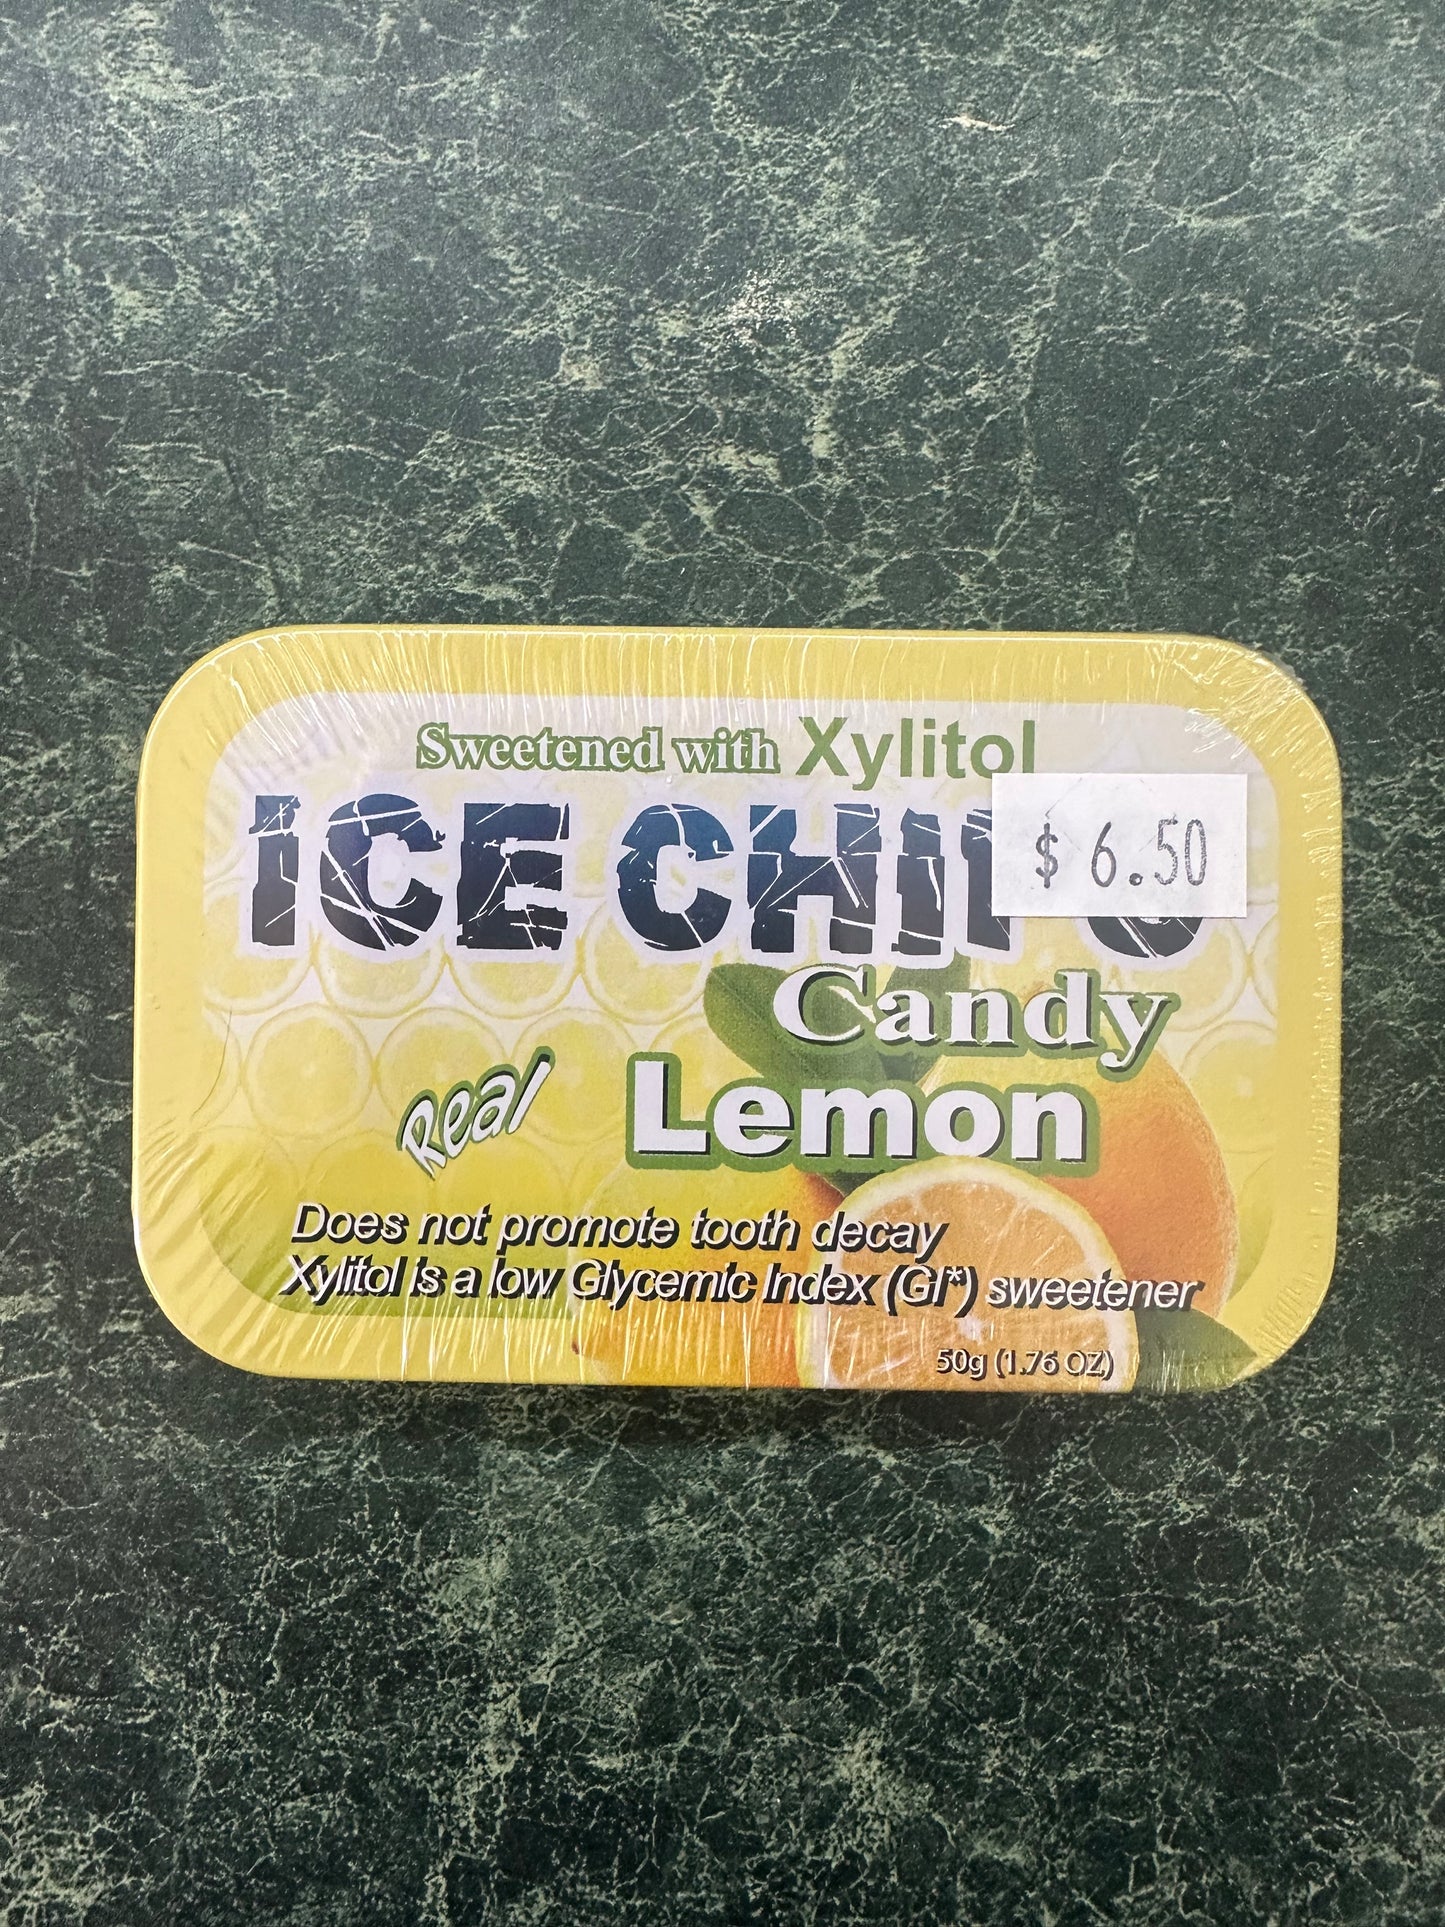 Sweetened with Xylitol
ICE CHIPS
$ 6.50
Candy
Real Lemon
Does not promote tooth decay
Xylitol is a low Glycemic Index (GI*) sweetener
50g (1.76 OZ)